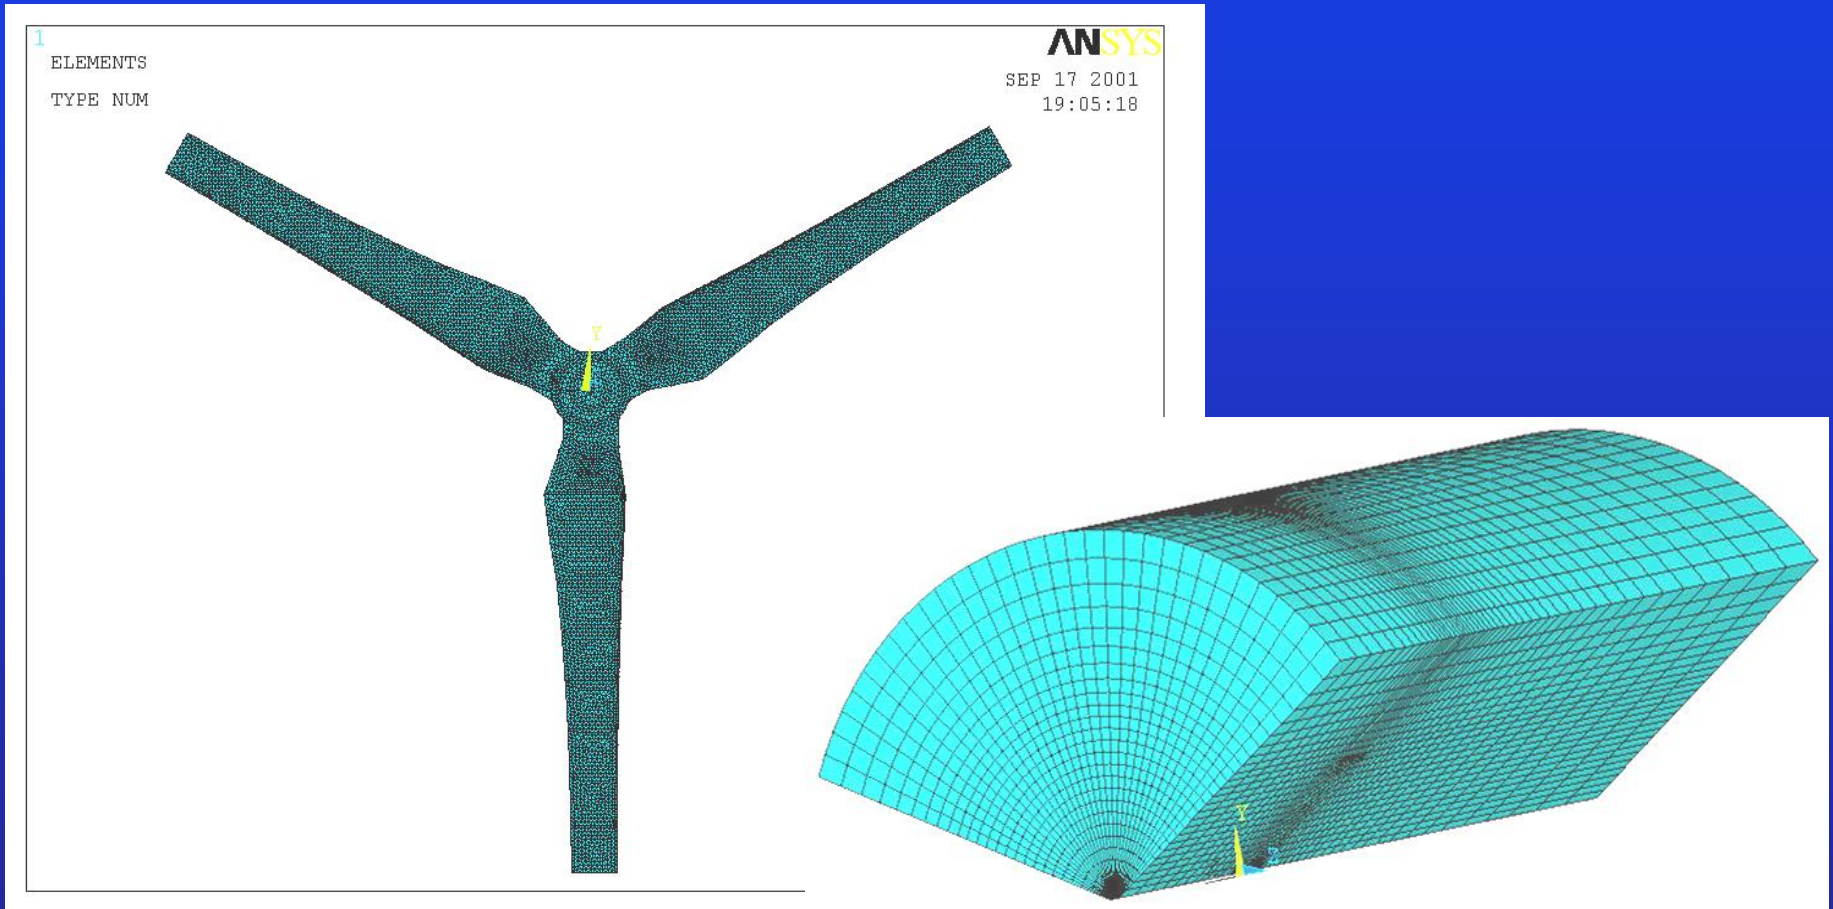 1
ANSYS
ELEMENTS
SEP 17 2001
TYPE NUM
19:05:18
Y
Y
Z